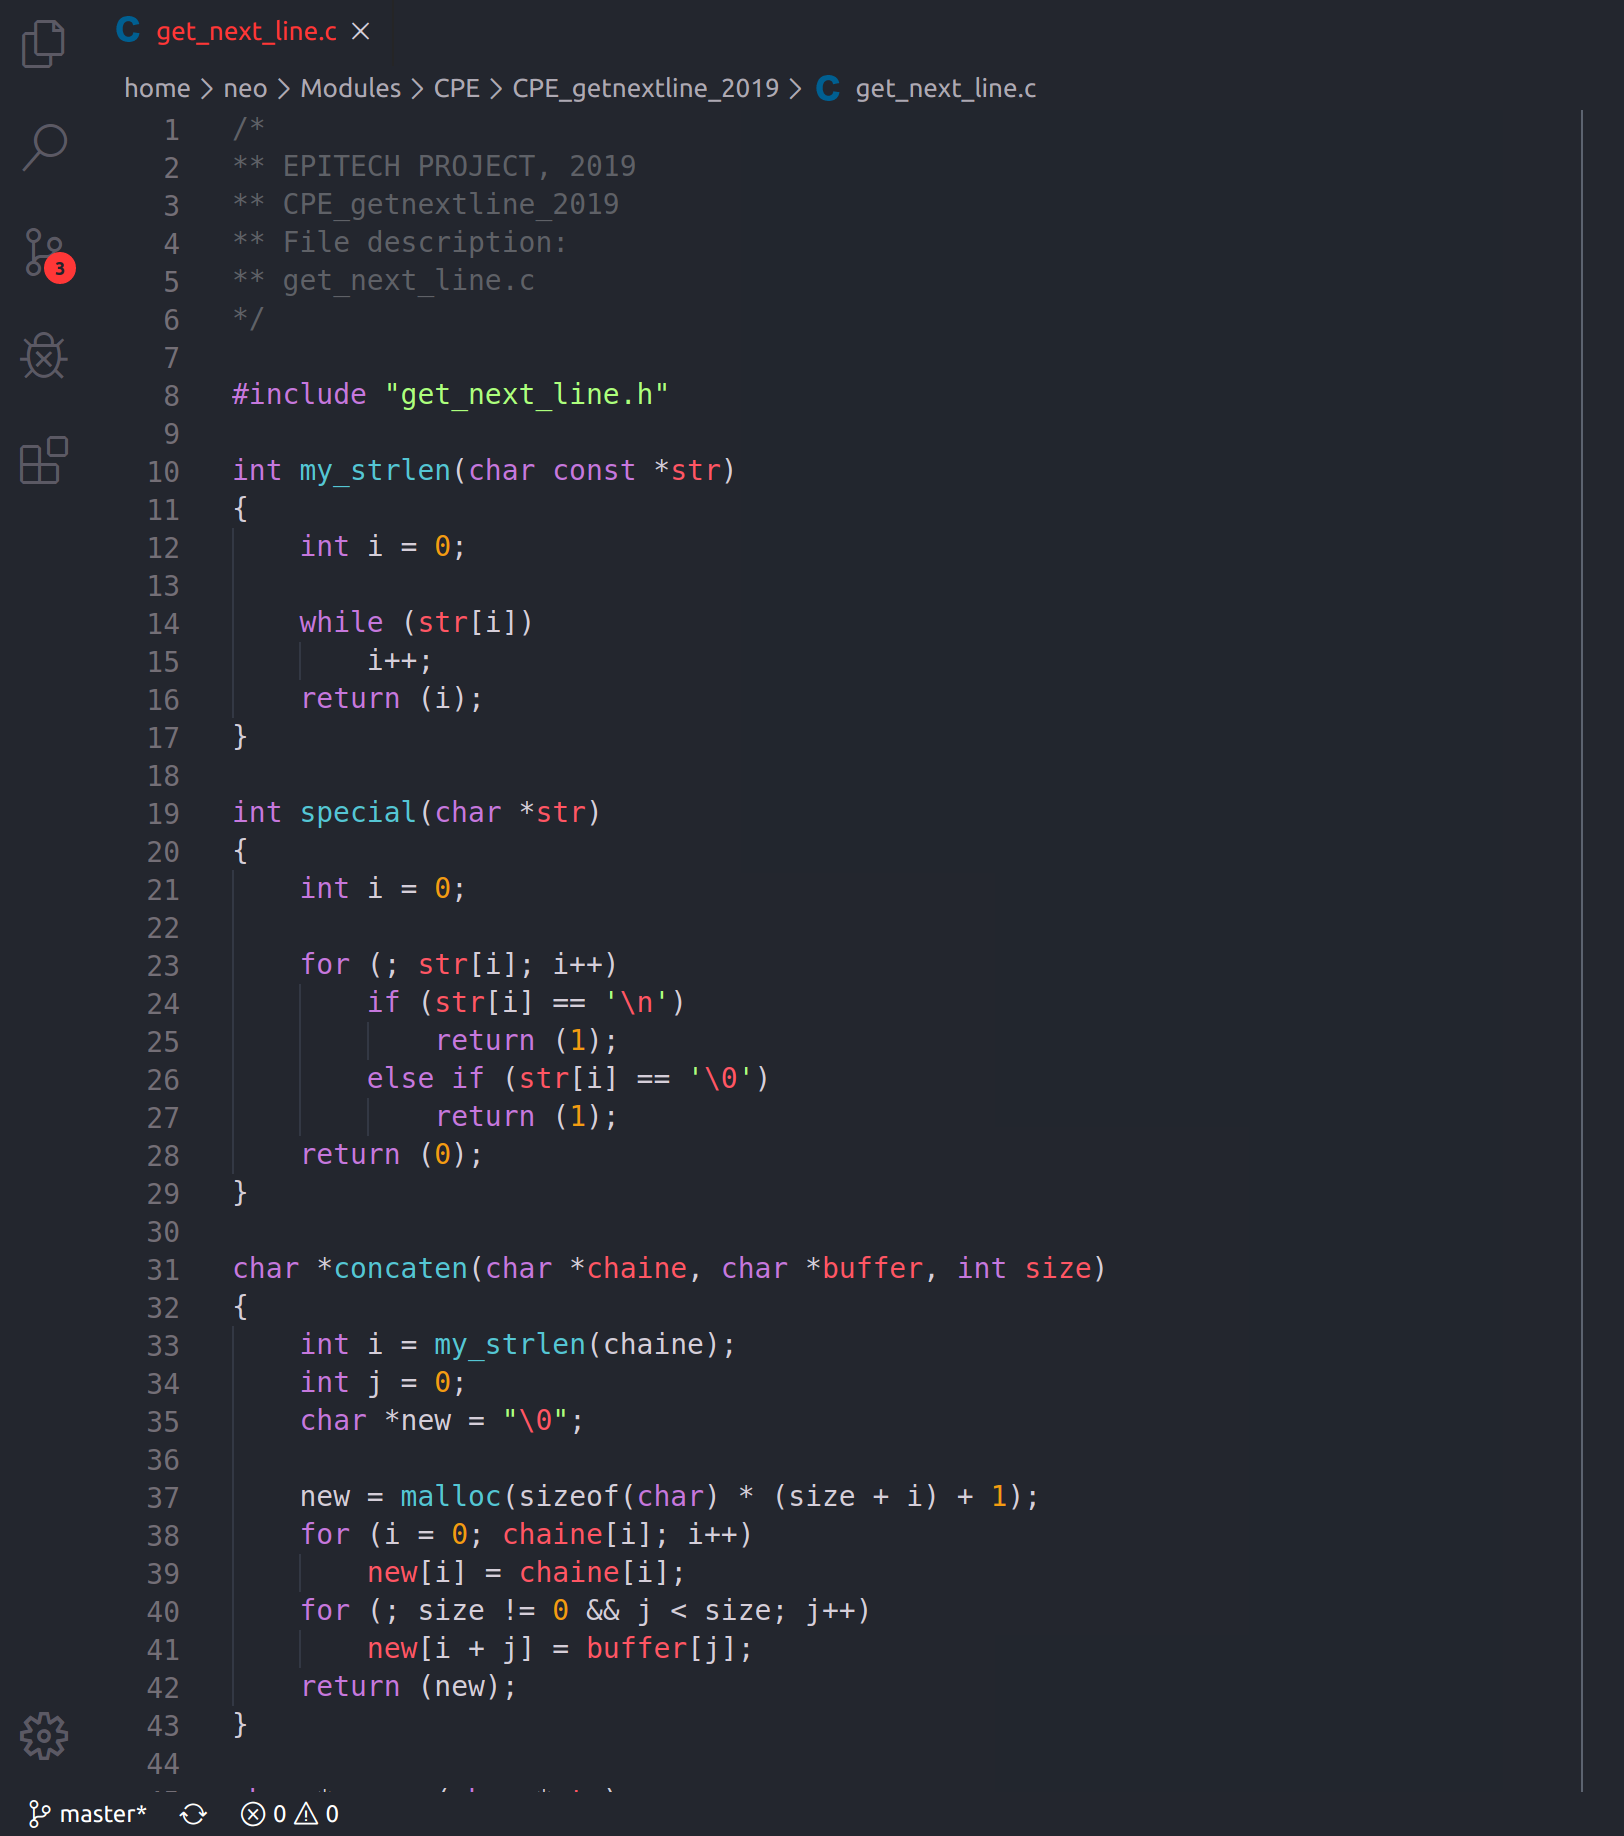 get_next_line.c
home > neo > Modules > CPE > CPE_getnextline_2019 > C get_next_line.c
1 /*
2 ** EPITECH PROJECT, 2019
3 ** CPE_getnextline_2019
4 ** File description:
5 ** get_next_line.c
6 */
7
8 #include "get_next_line.h"
9
10 int my_strlen(char const *str)
11 {
12     int i = 0;
13
14     while (str[i])
15         i++;
16     return (i);
17 }
18
19 int special(char *str)
20 {
21     int i = 0;
22
23     for (; str[i]; i++)
24         if (str[i] == '\n')
25             return (1);
26         else if (str[i] == '\0')
27             return (1);
28     return (0);
29 }
30
31 char *concaten(char *chaine, char *buffer, int size)
32 {
33     int i = my_strlen(chaine);
34     int j = 0;
35     char *new = "\0";
36
37     new = malloc(sizeof(char) * (size + i) + 1);
38     for (i = 0; chaine[i]; i++)
39         new[i] = chaine[i];
40     for (; size != 0 && j < size; j++)
41         new[i + j] = buffer[j];
42     return (new);
43 }
44
3
master* 0 0